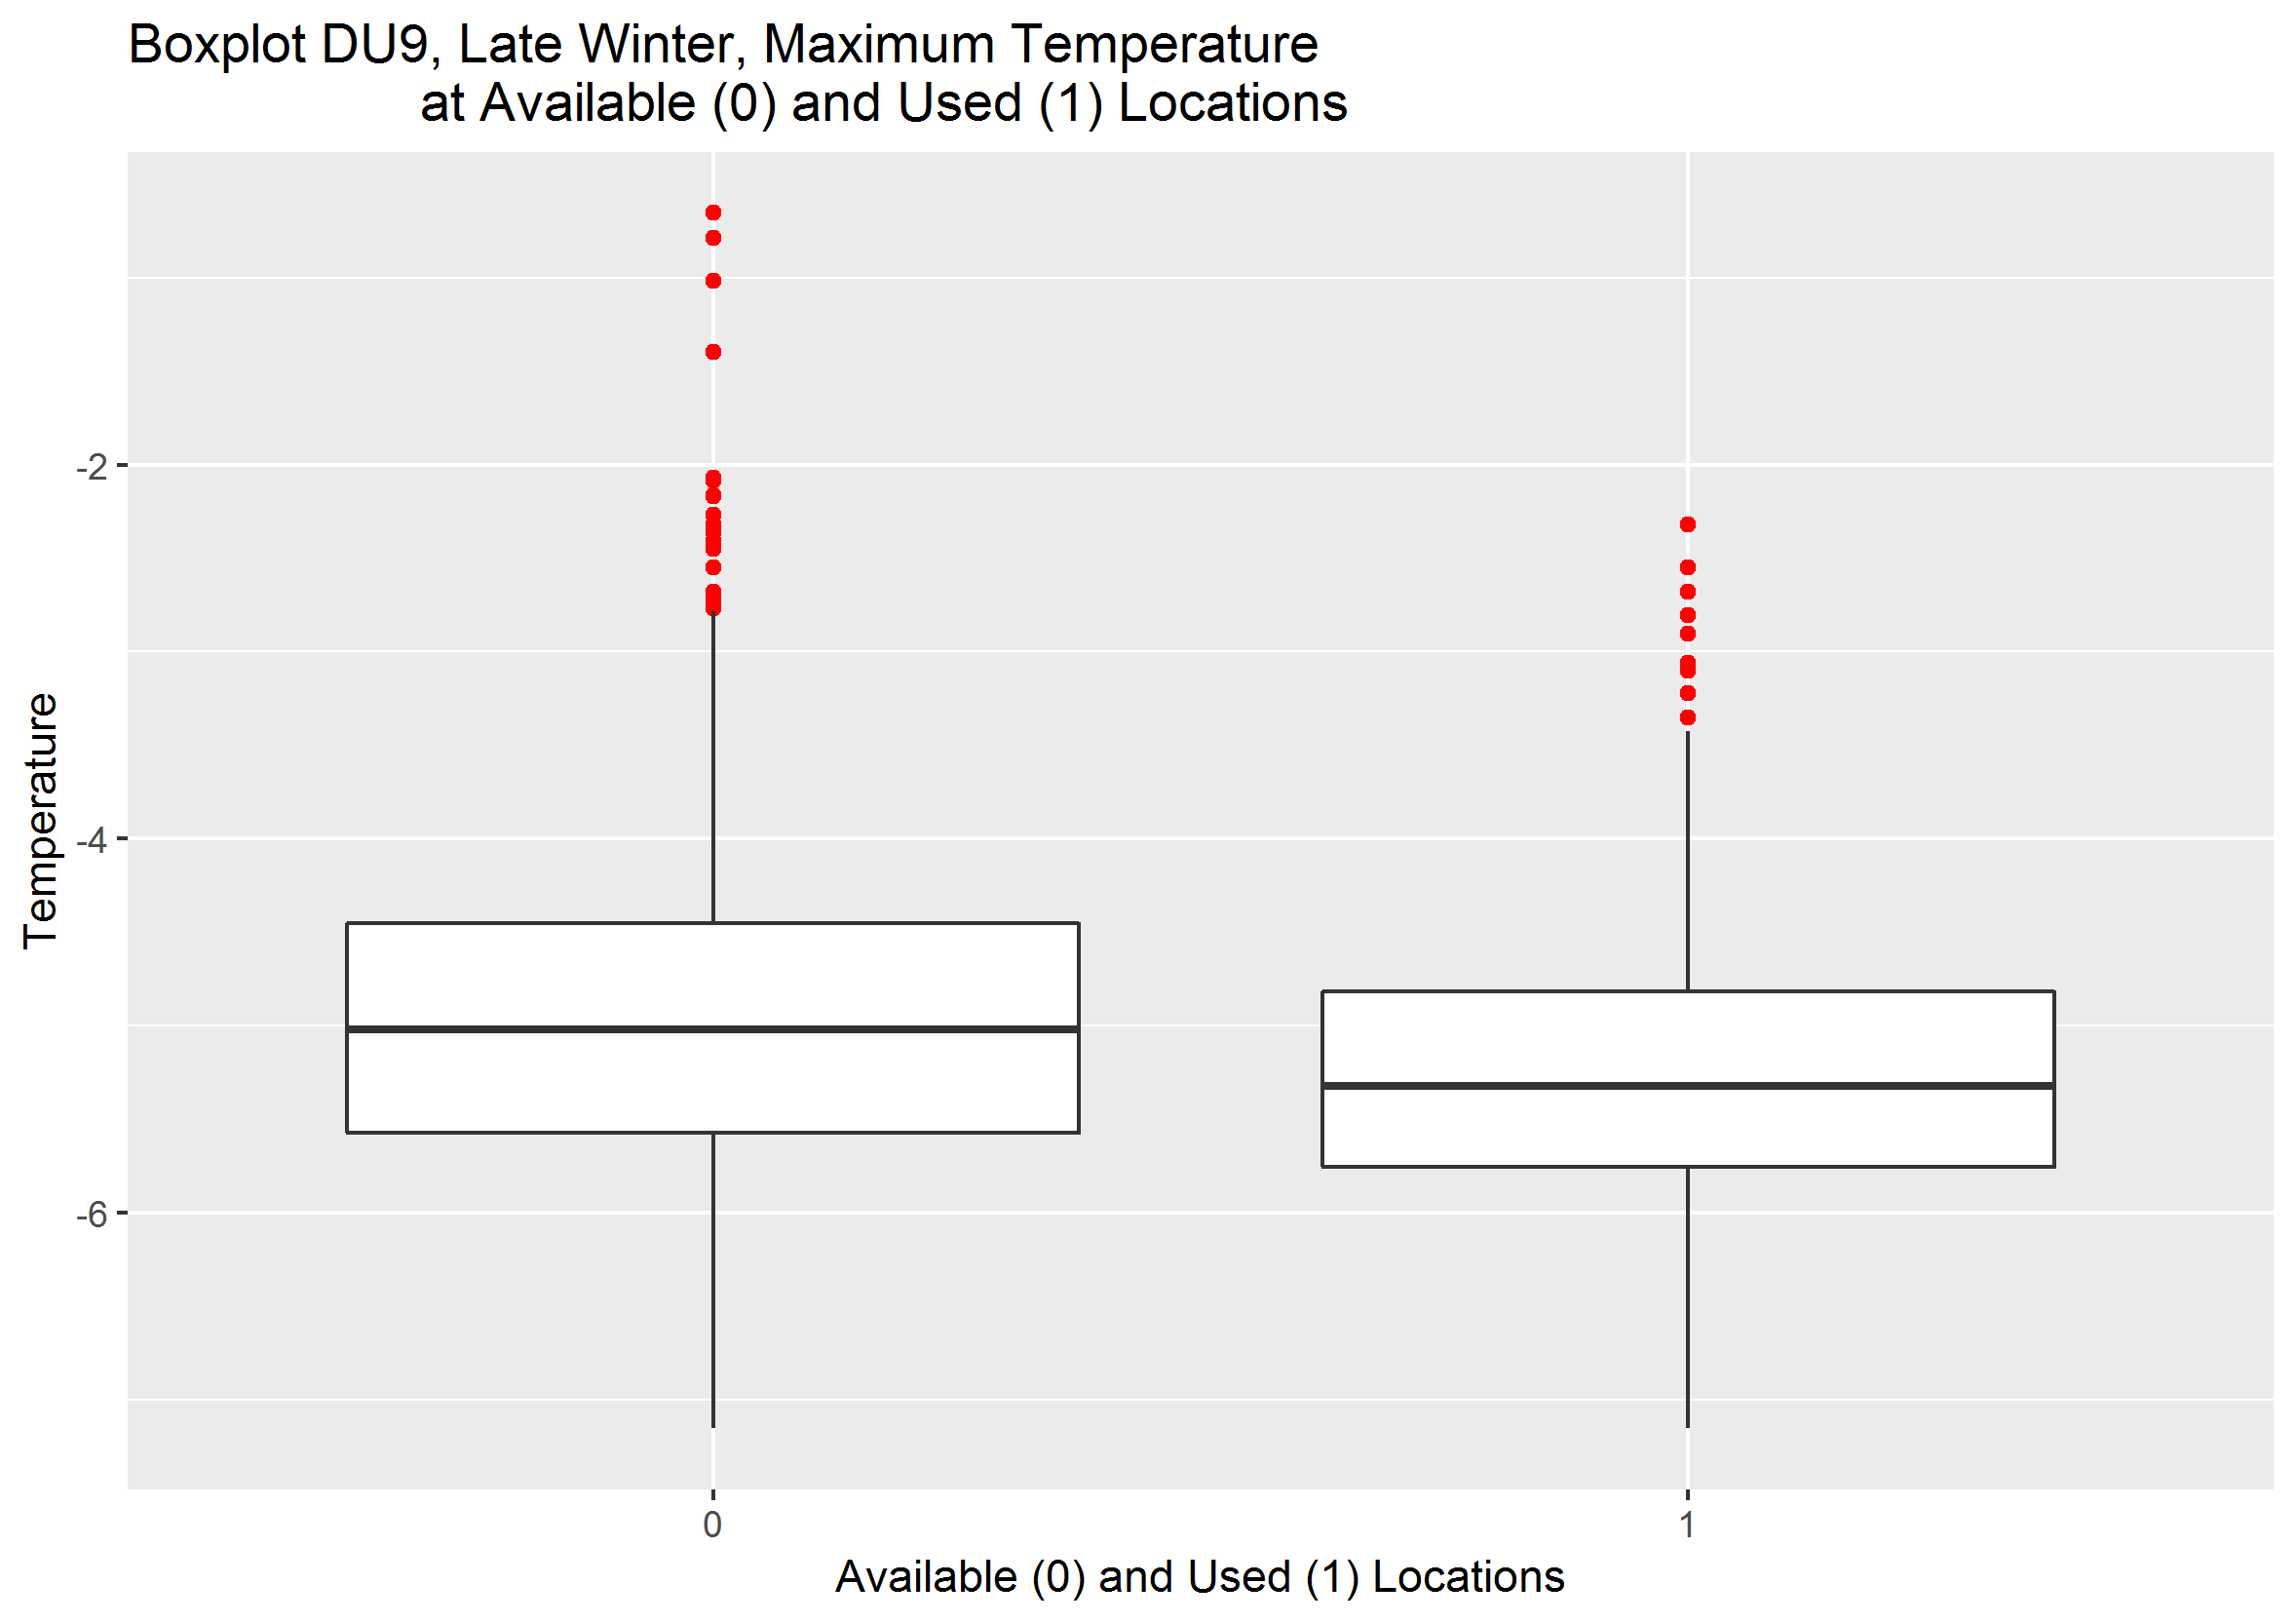 Boxplot DU9, Late Winter, Maximum Temperature
at Available (0) and Used (1) Locations
Temperature
-2
-4
-6
0
1
Available (0) and Used (1) Locations